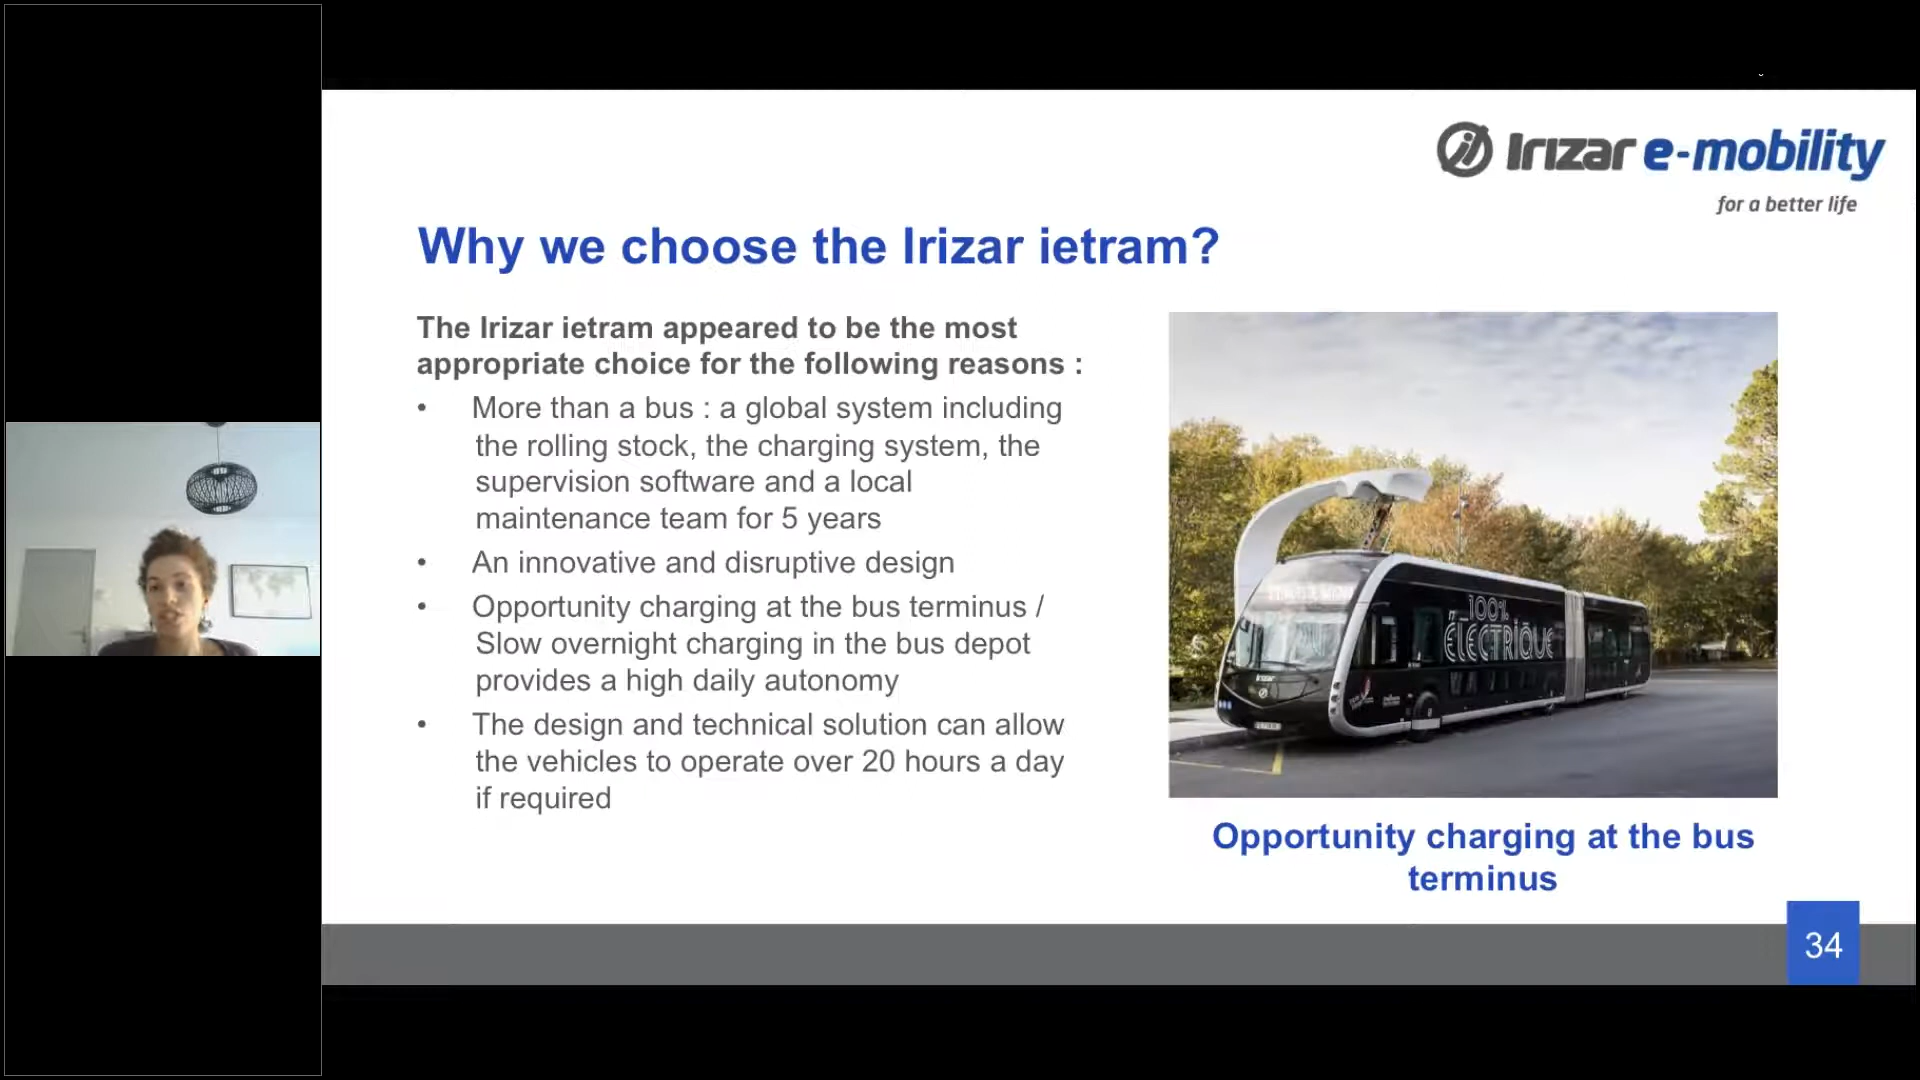 Irizar e-mobility
for a better life
Why we choose the Irizar ietram?
The Irizar ietram appeared to be the most
appropriate choice for the following reasons :
• More than a bus : a global system including
the rolling stock, the charging system, the
supervision software and a local
maintenance team for 5 years
• An innovative and disruptive design
• Opportunity charging at the bus terminus /
Slow overnight charging in the bus depot
provides a high daily autonomy
• The design and technical solution can allow
the vehicles to operate over 20 hours a day
if required
100%
ÉLECTRIQUE
irizar
Opportunity charging at the bus
terminus
34